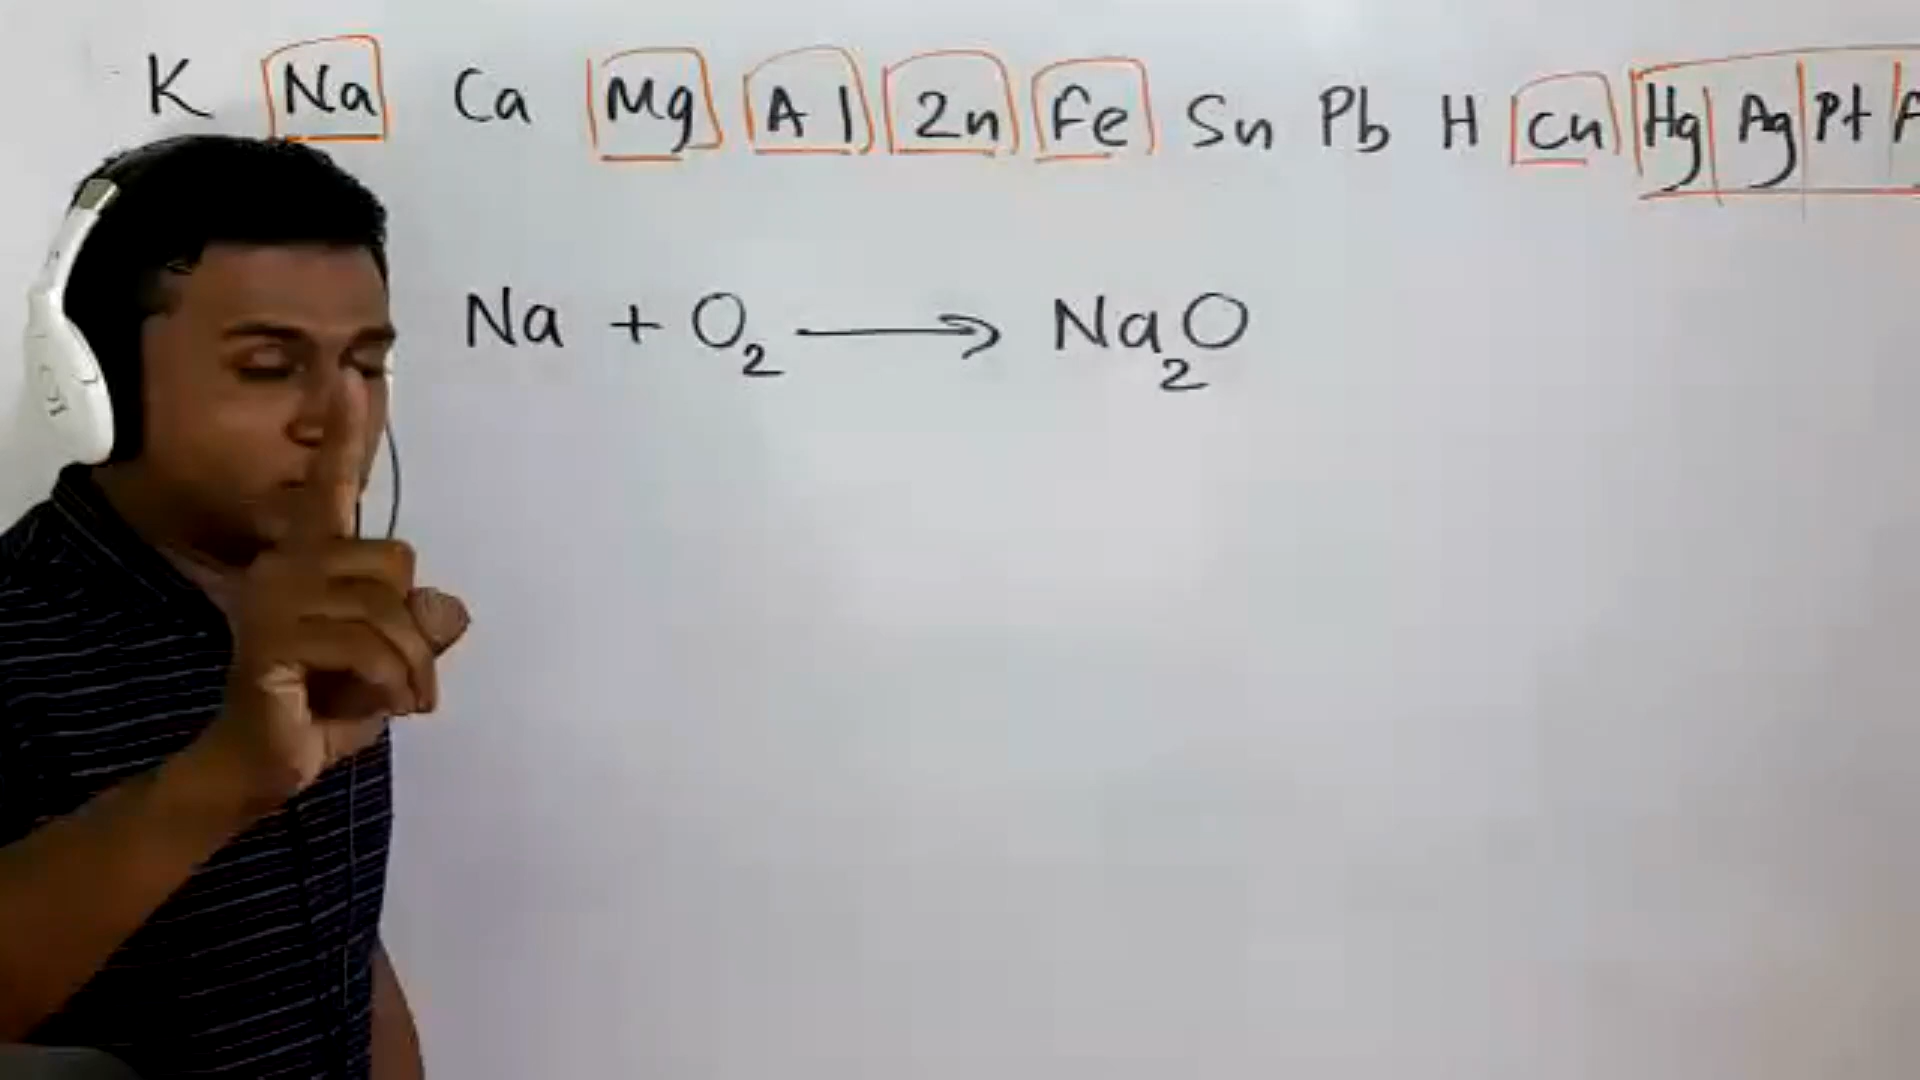 K Na Ca Mg Al Zn Fe Sn Pb H Cu Hg Ag Pt
Na + O₂ ⟶ Na₂O